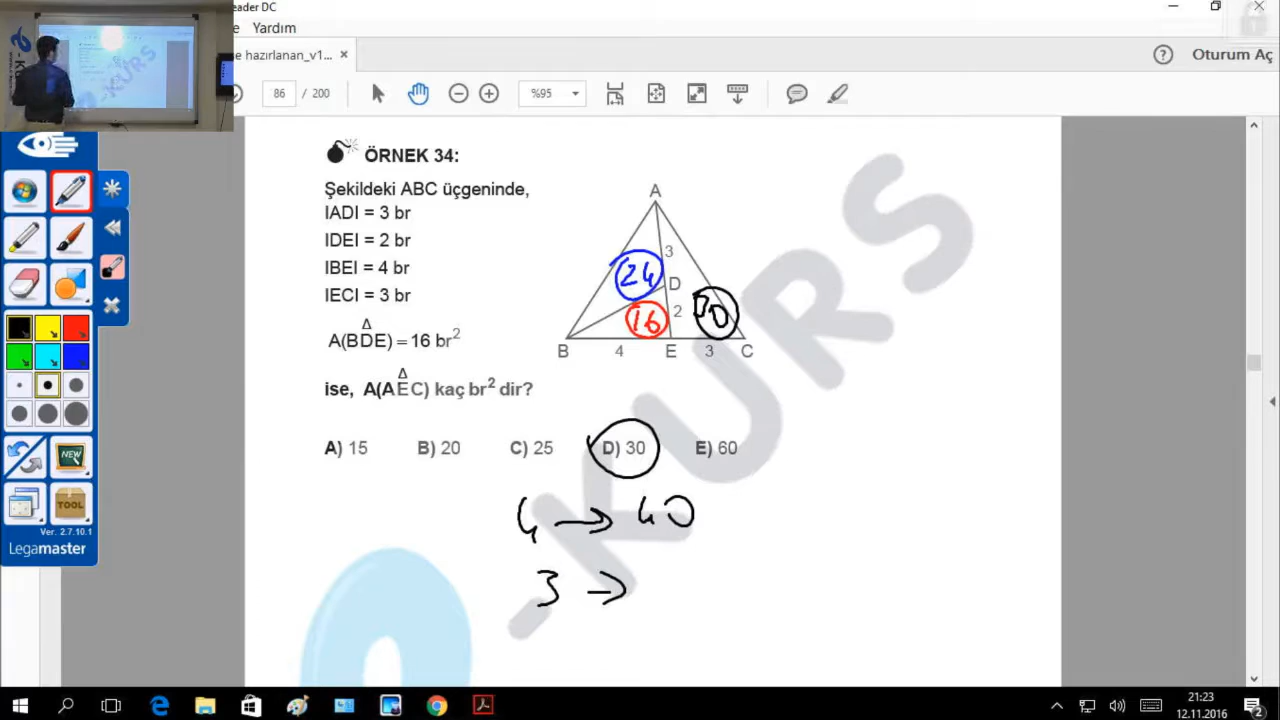 eader DC
e Yardım
se hazırlanan_v1...
Oturum Aç
86 / 200
%95
ÖRNEK 34:
Şekildeki ABC üçgeninde,
IADI = 3 br
IDEI = 2 br
IBEI = 4 br
IECI = 3 br
A(BDE) = 16 br²
ise, A(AEC) kaç br² dir?
A) 15 B) 20 C) 25 D) 30 E) 60
A
3
24
D
2
16
30
B 4 E 3 C
4 → 40
3 →
NEW
TOOL
Ver. 2.7.10.1
Legamaster
-KURS
21:23
12.11.2016
2